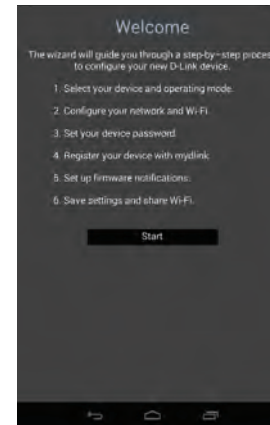 Welcome
The wizard will guide you through a step-by-step proces
to configure your new D-Link device.
1. Select your device and operating mode.
2. Configure your network and Wi-Fi.
3. Set your device password.
4. Register your device with mydlink.
5. Set up firmware notifications.
6. Save settings and share Wi-Fi.
Start